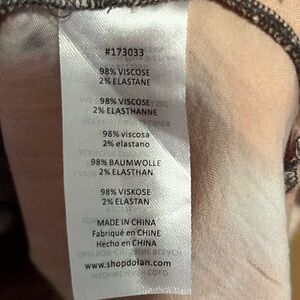 #173033
98% VISCOSE
2% ELASTANE
98% VISCOSE
2% ELASTHANNE
98% viscosa
2% elastano
98% BAUMWOLLE
2% ELASTHAN
98% VISKOSE
2% ELASTAN
MADE IN CHINA
Fabriqué en CHINE
Hecho en CHINA
www.shopdolan.com